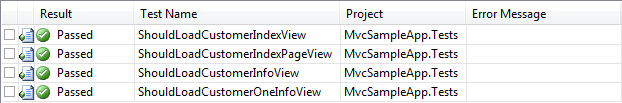 Result Test Name Project Error Message
Passed ShouldLoadCustomerIndexView MvcSampleApp.Tests
Passed ShouldLoadCustomerIndexPageView MvcSampleApp.Tests
Passed ShouldLoadCustomerInfoView MvcSampleApp.Tests
Passed ShouldLoadCustomerOneInfoView MvcSampleApp.Tests